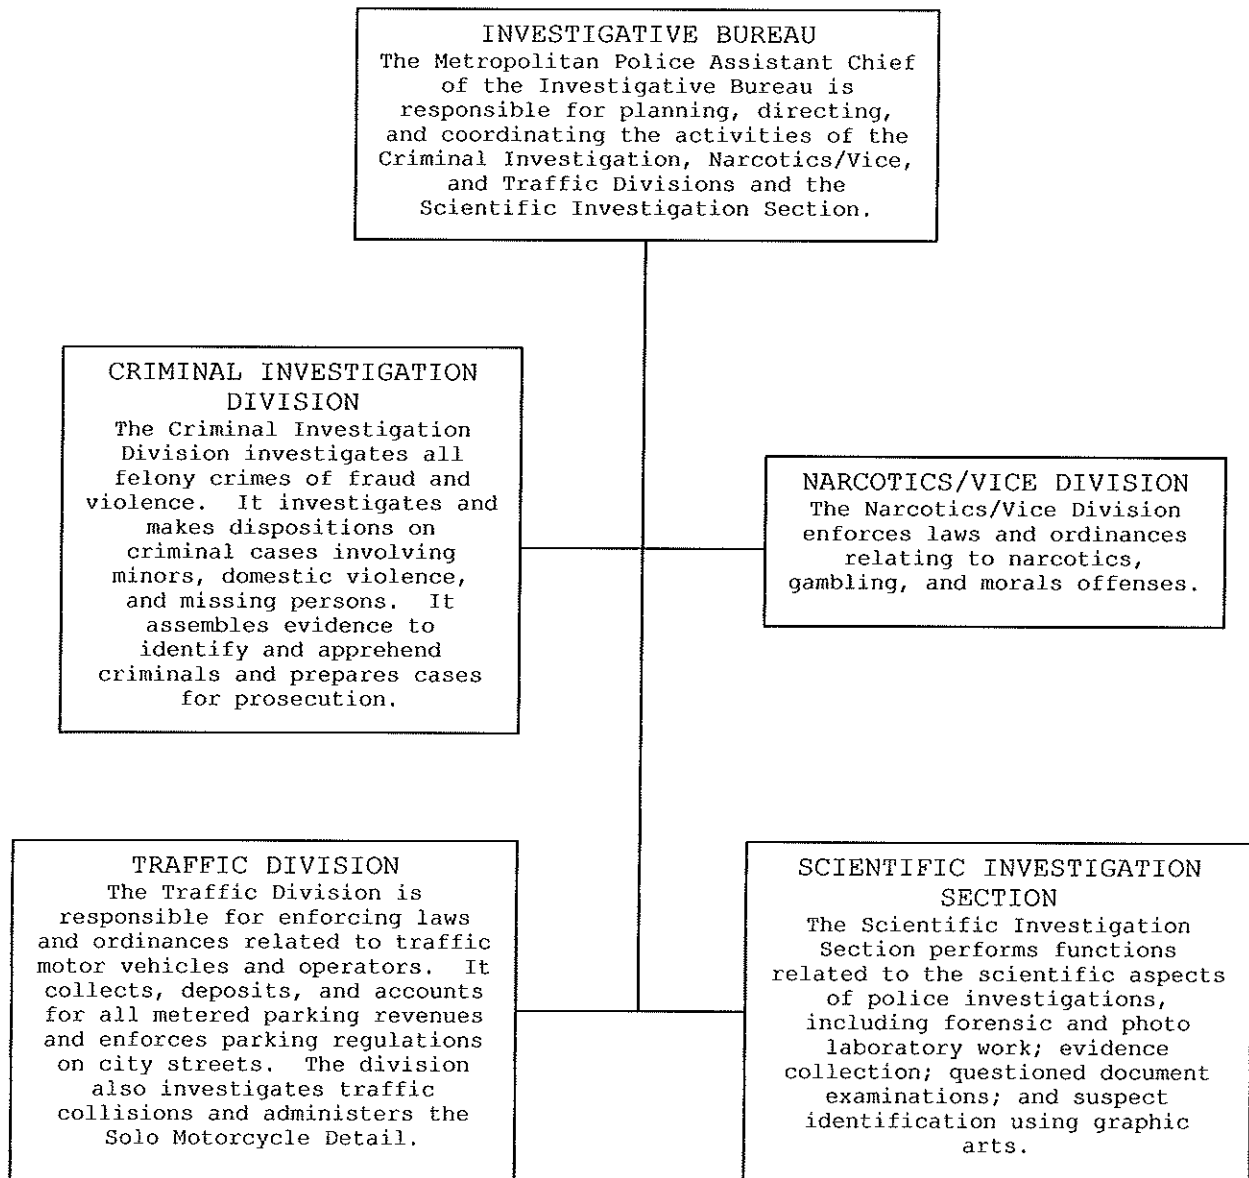 INVESTIGATIVE BUREAU
The Metropolitan Police Assistant Chief
of the Investigative Bureau is
responsible for planning, directing,
and coordinating the activities of the
Criminal Investigation, Narcotics/Vice,
and Traffic Divisions and the
Scientific Investigation Section.
CRIMINAL INVESTIGATION
DIVISION
The Criminal Investigation
Division investigates all
felony crimes of fraud and
violence. It investigates and
makes dispositions on
criminal cases involving
minors, domestic violence,
and missing persons. It
assembles evidence to
identify and apprehend
criminals and prepares cases
for prosecution.
NARCOTICS/VICE DIVISION
The Narcotics/Vice Division
enforces laws and ordinances
relating to narcotics,
gambling, and morals offenses.
TRAFFIC DIVISION
The Traffic Division is
responsible for enforcing laws
and ordinances related to traffic
motor vehicles and operators. It
collects, deposits, and accounts
for all metered parking revenues
and enforces parking regulations
on city streets. The division
also investigates traffic
collisions and administers the
Solo Motorcycle Detail.
SCIENTIFIC INVESTIGATION
SECTION
The Scientific Investigation
Section performs functions
related to the scientific aspects
of police investigations,
including forensic and photo
laboratory work; evidence
collection; questioned document
examinations; and suspect
identification using graphic
arts.